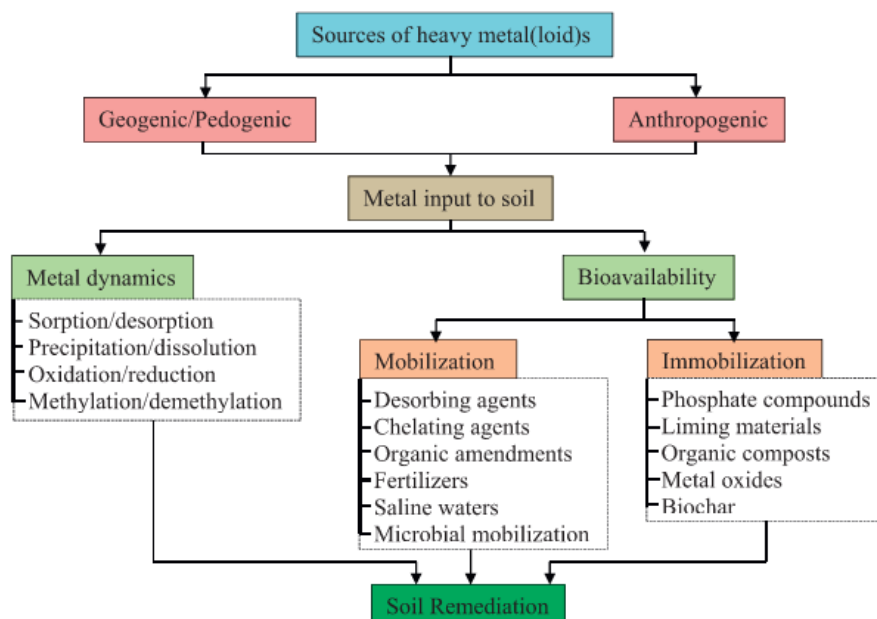 Sources of heavy metal(loid)s
Geogenic/Pedogenic
Anthropogenic
Metal input to soil
Metal dynamics
Sorption/desorption
Precipitation/dissolution
Oxidation/reduction
Methylation/demethylation
Bioavailability
Mobilization
Desorbing agents
Chelating agents
Organic amendments
Fertilizers
Saline waters
Microbial mobilization
Immobilization
Phosphate compounds
Liming materials
Organic composts
Metal oxides
Biochar
Soil Remediation